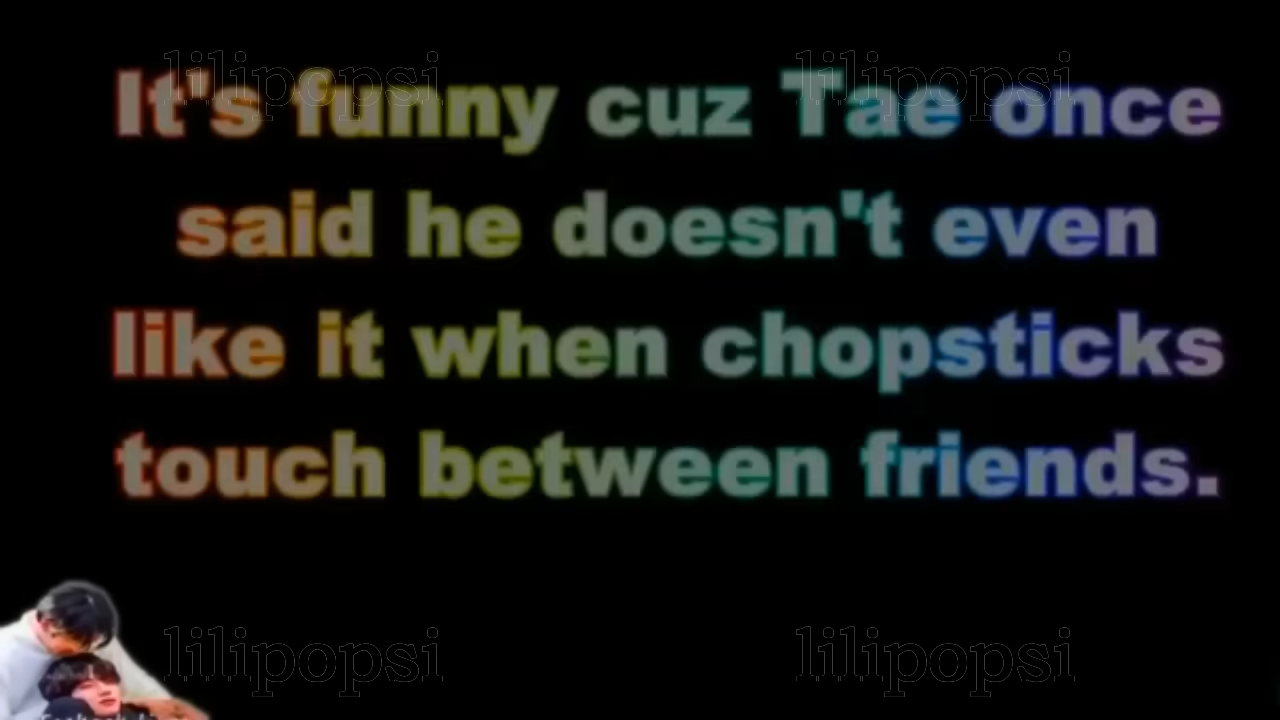 lilipopsi lilipopsi
It's funny cuz Tae once
said he doesn't even
like it when chopsticks
touch between friends.
lilipopsi lilipopsi